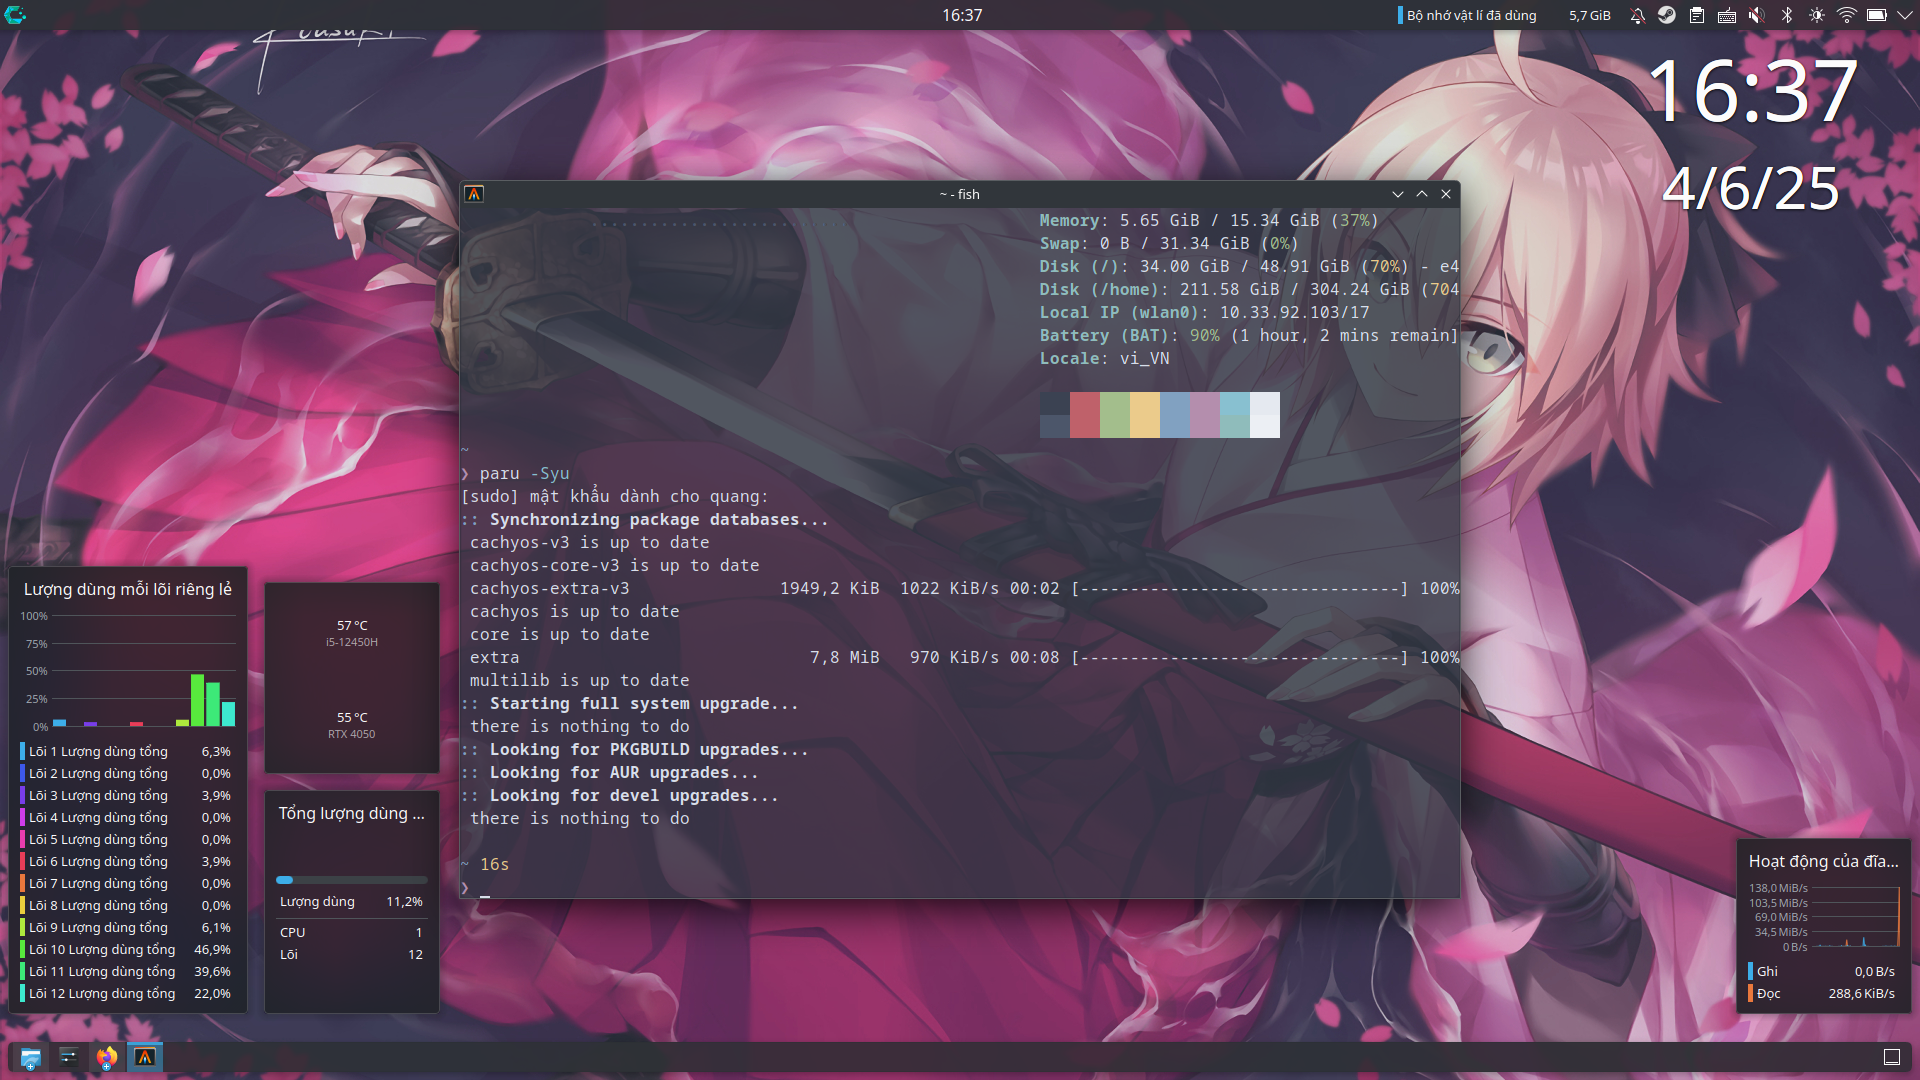 16:37
Bộ nhớ vật lí đã dùng 5,7 GiB
16:37
4/6/25
~ - fish
Memory: 5.65 GiB / 15.34 GiB (37%)
Swap: 0 B / 31.34 GiB (0%)
Disk (/): 34.00 GiB / 48.91 GiB (70%) - e4
Disk (/home): 211.58 GiB / 304.24 GiB (704
Local IP (wlan0): 10.33.92.103/17
Battery (BAT): 90% (1 hour, 2 mins remain]
Locale: vi_VN
~
❯ paru -Syu
[sudo] mật khẩu dành cho quang:
:: Synchronizing package databases...
cachyos-v3 is up to date
cachyos-core-v3 is up to date
cachyos-extra-v3 1949,2 KiB 1022 KiB/s 00:02 [--------------------------------] 100%
cachyos is up to date
core is up to date
extra 7,8 MiB 970 KiB/s 00:08 [--------------------------------] 100%
multilib is up to date
:: Starting full system upgrade...
there is nothing to do
:: Looking for PKGBUILD upgrades...
:: Looking for AUR upgrades...
:: Looking for devel upgrades...
there is nothing to do
~ 16s
❯ _
Lượng dùng mỗi lõi riêng lẻ
100%
75%
50%
25%
0%
Lõi 1 Lượng dùng tổng 6,3%
Lõi 2 Lượng dùng tổng 0,0%
Lõi 3 Lượng dùng tổng 3,9%
Lõi 4 Lượng dùng tổng 0,0%
Lõi 5 Lượng dùng tổng 0,0%
Lõi 6 Lượng dùng tổng 3,9%
Lõi 7 Lượng dùng tổng 0,0%
Lõi 8 Lượng dùng tổng 0,0%
Lõi 9 Lượng dùng tổng 6,1%
Lõi 10 Lượng dùng tổng 46,9%
Lõi 11 Lượng dùng tổng 39,6%
Lõi 12 Lượng dùng tổng 22,0%
57 °C
i5-12450H
55 °C
RTX 4050
Tổng lượng dùng ...
Lượng dùng 11,2%
CPU 1
Lõi 12
Hoạt động của đĩa...
138,0 MiB/s
103,5 MiB/s
69,0 MiB/s
34,5 MiB/s
0 B/s
Ghi 0,0 B/s
Đọc 288,6 KiB/s